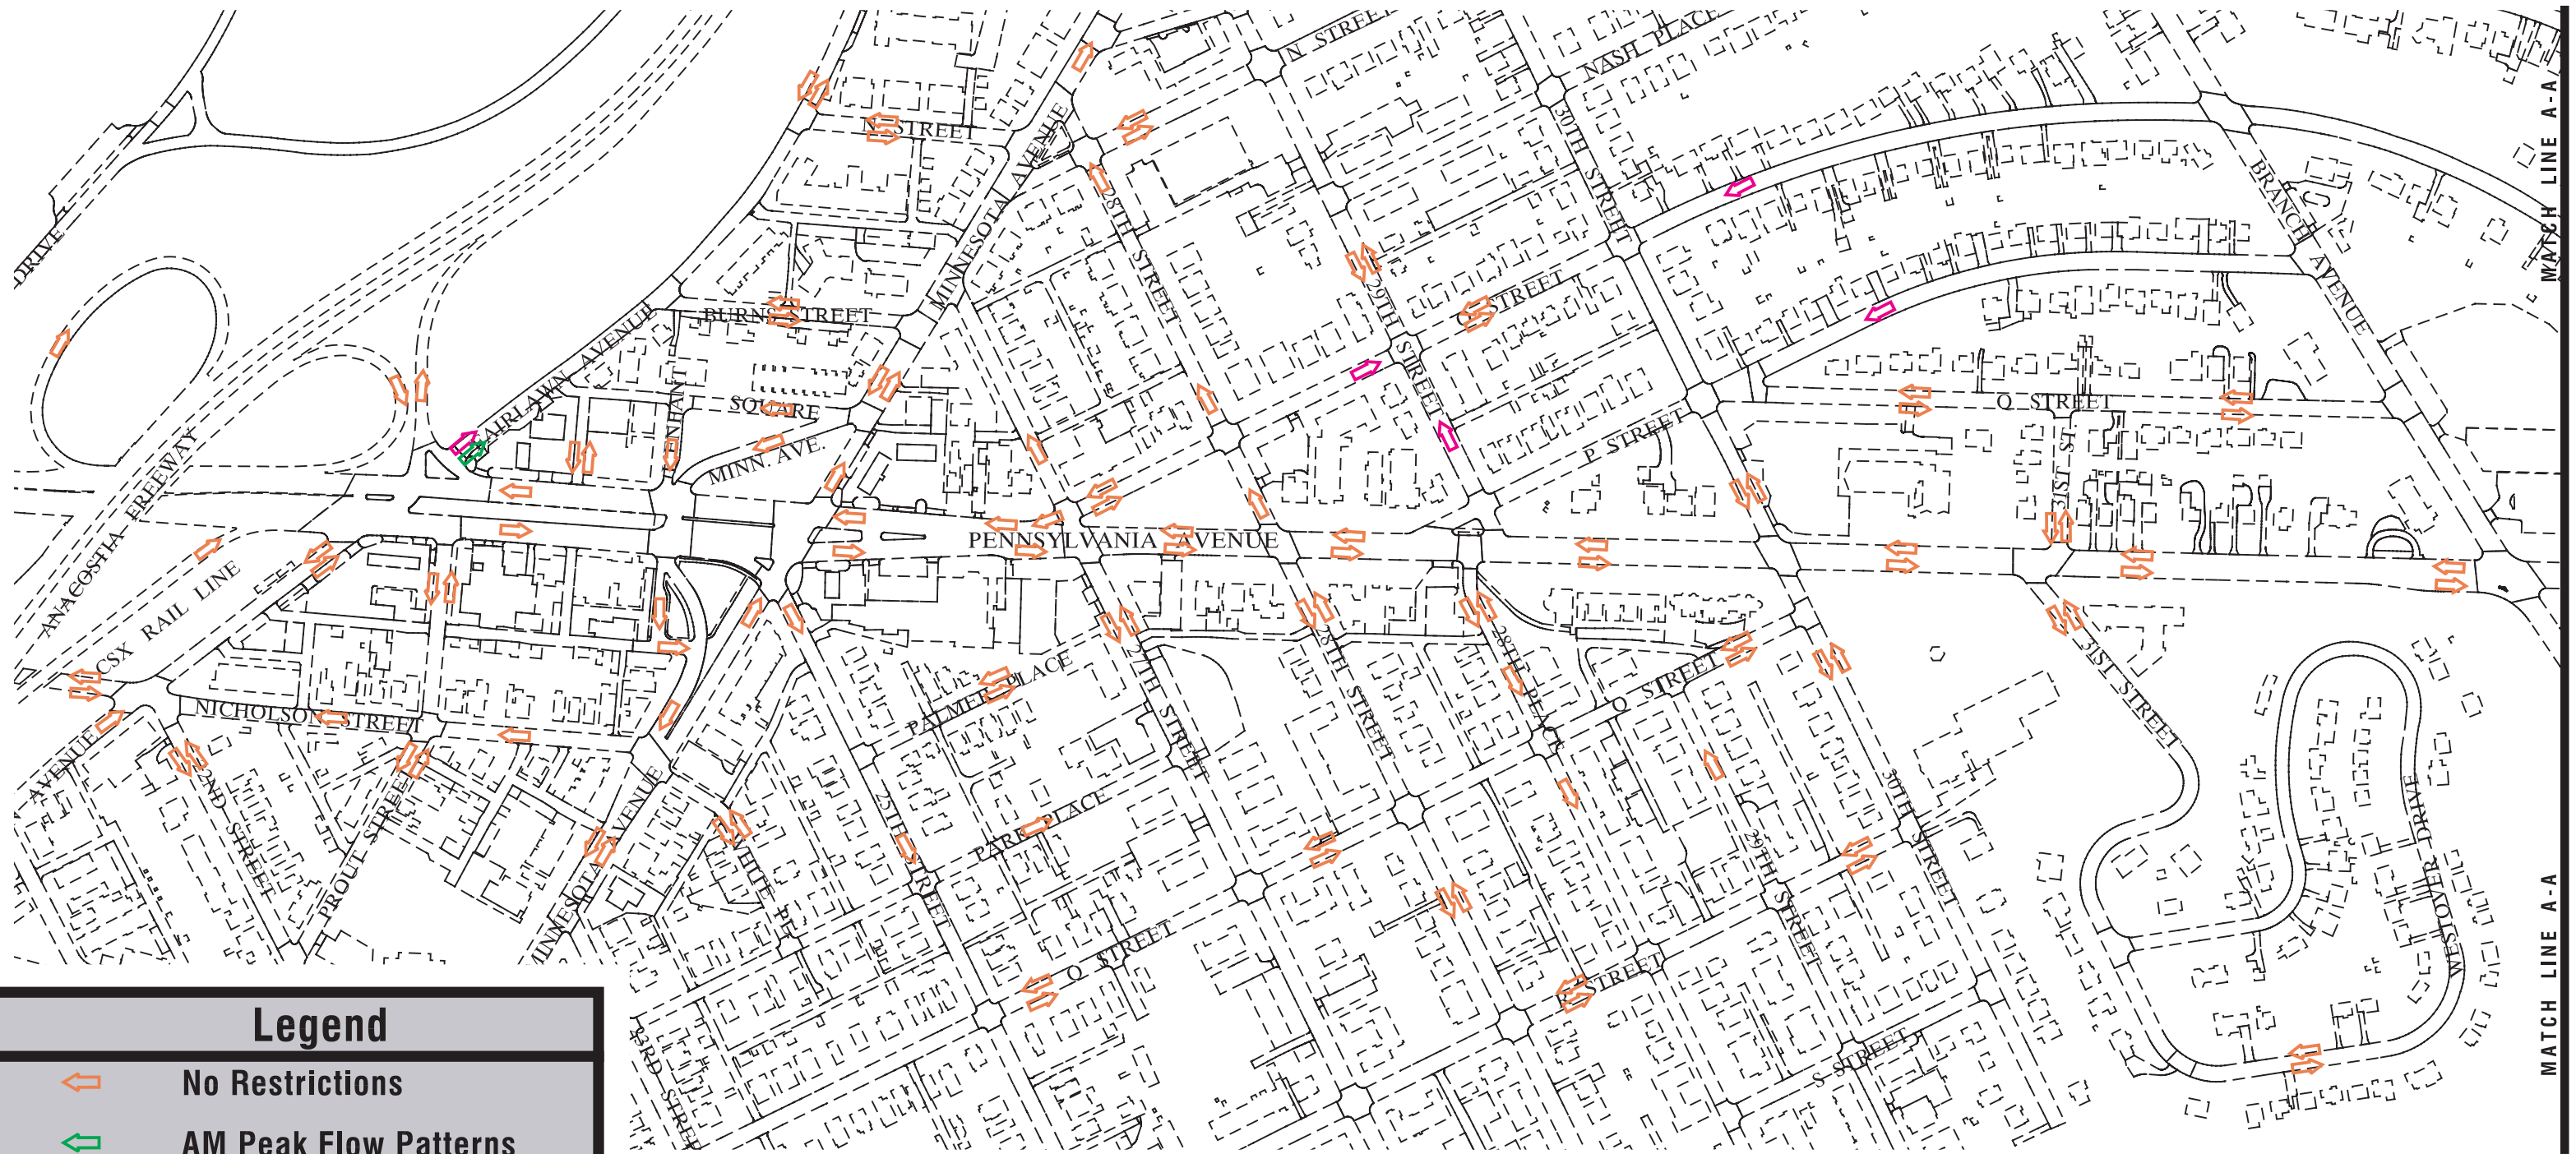 N STREET
NASH PLACE
MATCH LINE A-A
N STREET
MINNESOTA AVENUE
30TH STREET
28TH STREET
BRANCH AVENUE
DRIVE
29TH STREET
O STREET
BURNS STREET
FAIRLAWN AVENUE
SQUARE
MINN. AVE.
P STREET
Q STREET
31ST ST
ANACOSTIA FREEWAY
PENNSYLVANIA AVENUE
CSX RAIL LINE
PALMER PLACE
27TH STREET
28TH STREET
28TH PLACE
O STREET
31ST STREET
NICHOLSON STREET
AVENUE
22ND STREET
PROUT STREET
MINNESOTA AVENUE
WHITE PL
25TH STREET
PARK PLACE
29TH STREET
30TH STREET
WESTOVER DRIVE
MATCH LINE A-A
Q STREET
R STREET
S STREET
23RD STREE
Legend
No Restrictions
AM Peak Flow Patterns